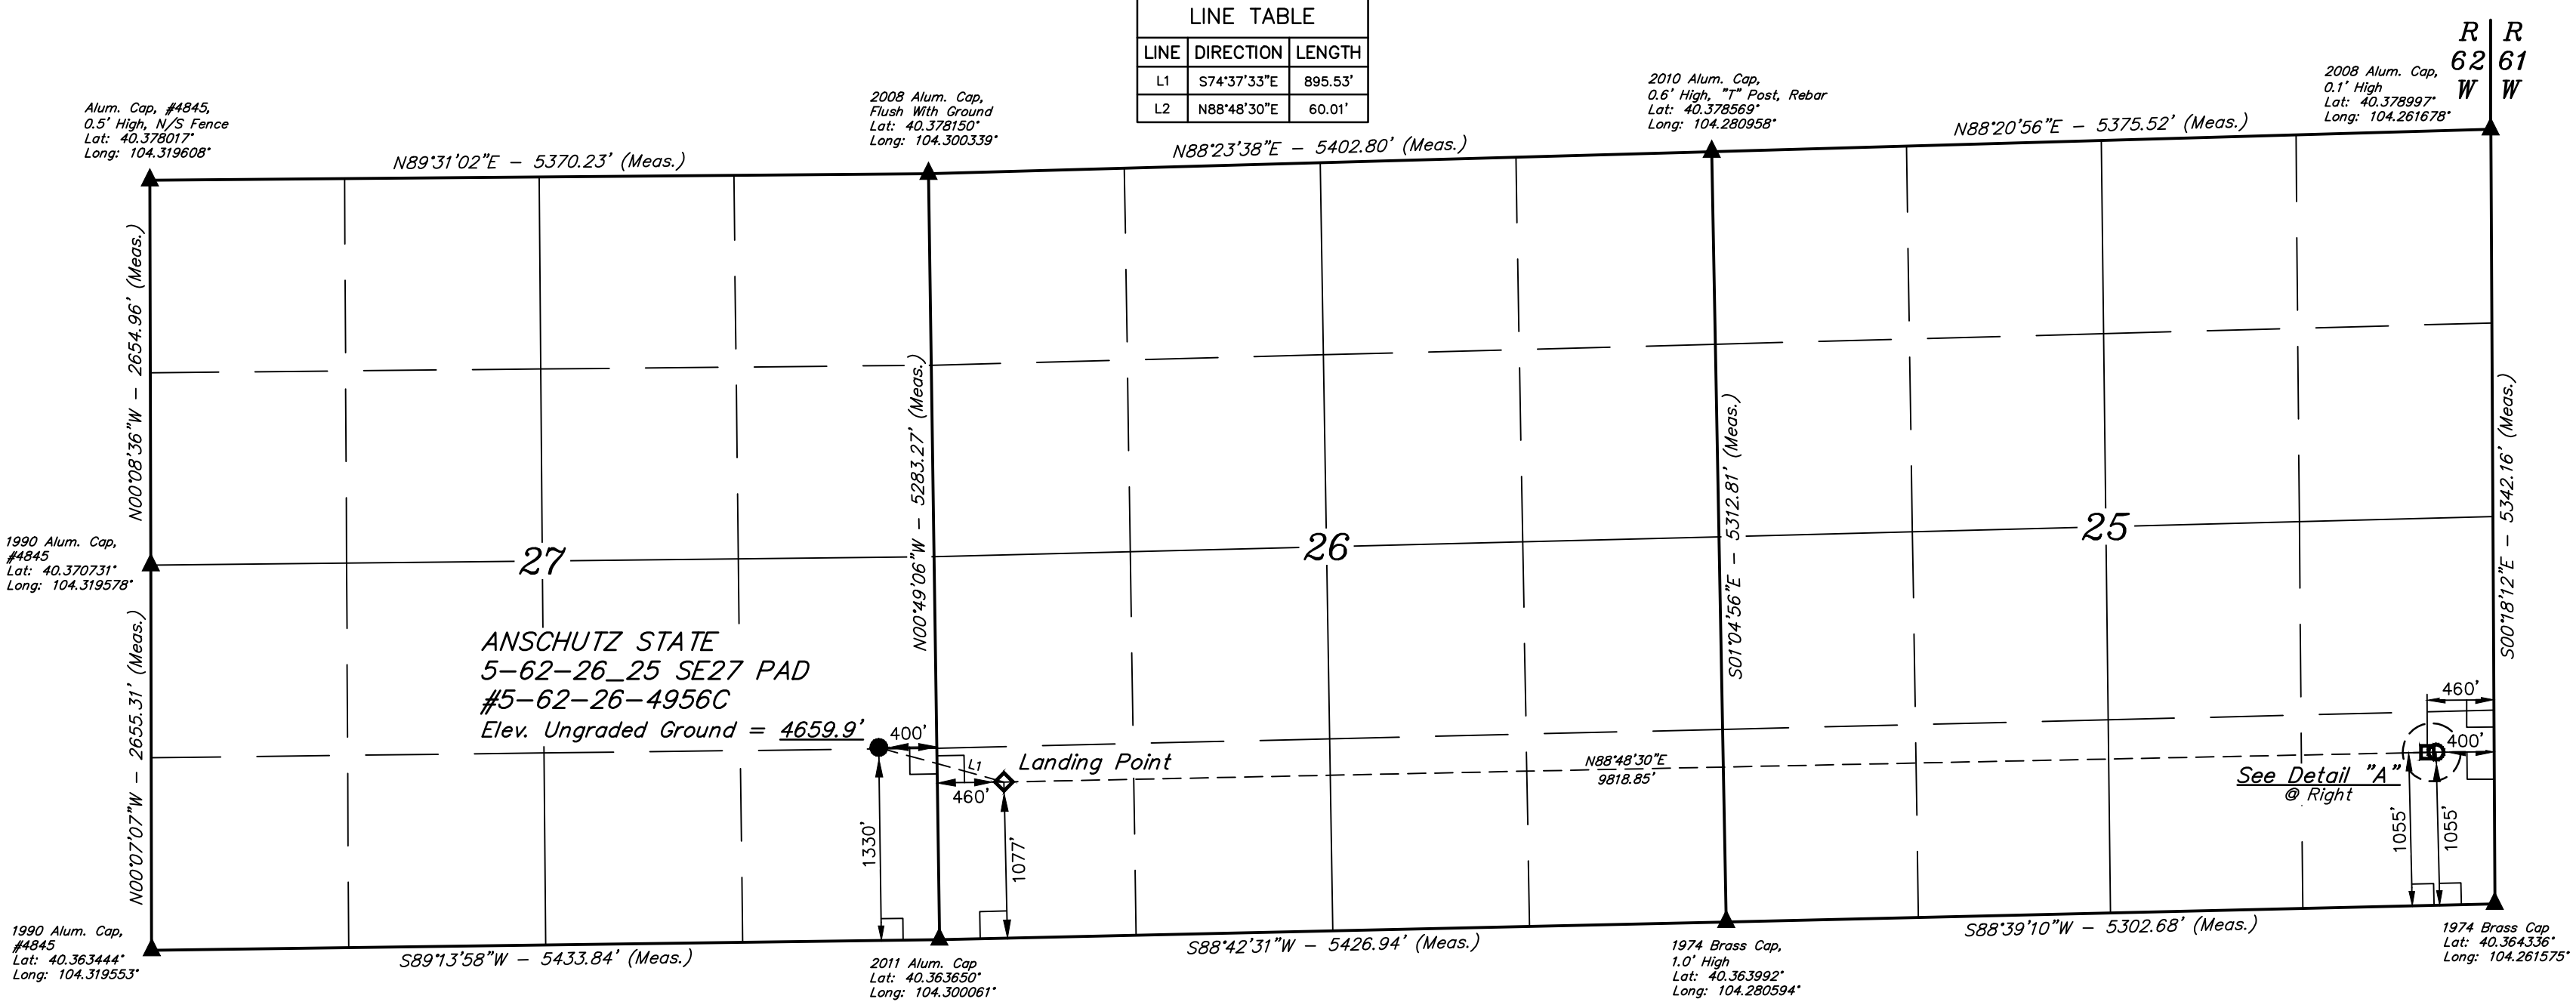 LINE TABLE
LINE DIRECTION LENGTH
L1 S74°37'33"E 895.53'
L2 N88°48'30"E 60.01'
R R
62 61
W W
Alum. Cap, #4845,
0.5' High, N/S Fence
Lat: 40.378017°
Long: 104.319608°
2008 Alum. Cap,
Flush With Ground
Lat: 40.378150°
Long: 104.300339°
2010 Alum. Cap,
0.6' High, "T" Post, Rebar
Lat: 40.378569°
Long: 104.280958°
2008 Alum. Cap,
0.1' High
Lat: 40.378997°
Long: 104.261678°
N89°31'02"E - 5370.23' (Meas.)
N88°23'38"E - 5402.80' (Meas.)
N88°20'56"E - 5375.52' (Meas.)
N00°08'36"W - 2654.96' (Meas.)
N00°49'06"W - 5283.27' (Meas.)
S01°04'56"E - 5312.81' (Meas.)
S00°18'12"E - 5342.16' (Meas.)
1990 Alum. Cap,
#4845
Lat: 40.370731°
Long: 104.319578°
27
26
25
N00°07'07"W - 2655.31' (Meas.)
ANSCHUTZ STATE
5-62-26_25 SE27 PAD
#5-62-26-4956C
Elev. Ungraded Ground = 4659.9'
400'
L1
460'
Landing Point
1330'
1077'
N88°48'30"E
9818.85'
460'
400'
See Detail "A"
@ Right
1055'
1055'
1990 Alum. Cap,
#4845
Lat: 40.363444°
Long: 104.319553°
S89°13'58"W - 5433.84' (Meas.)
2011 Alum. Cap
Lat: 40.363650°
Long: 104.300061°
S88°42'31"W - 5426.94' (Meas.)
1974 Brass Cap,
1.0' High
Lat: 40.363992°
Long: 104.280594°
S88°39'10"W - 5302.68' (Meas.)
1974 Brass Cap
Lat: 40.364336°
Long: 104.261575°